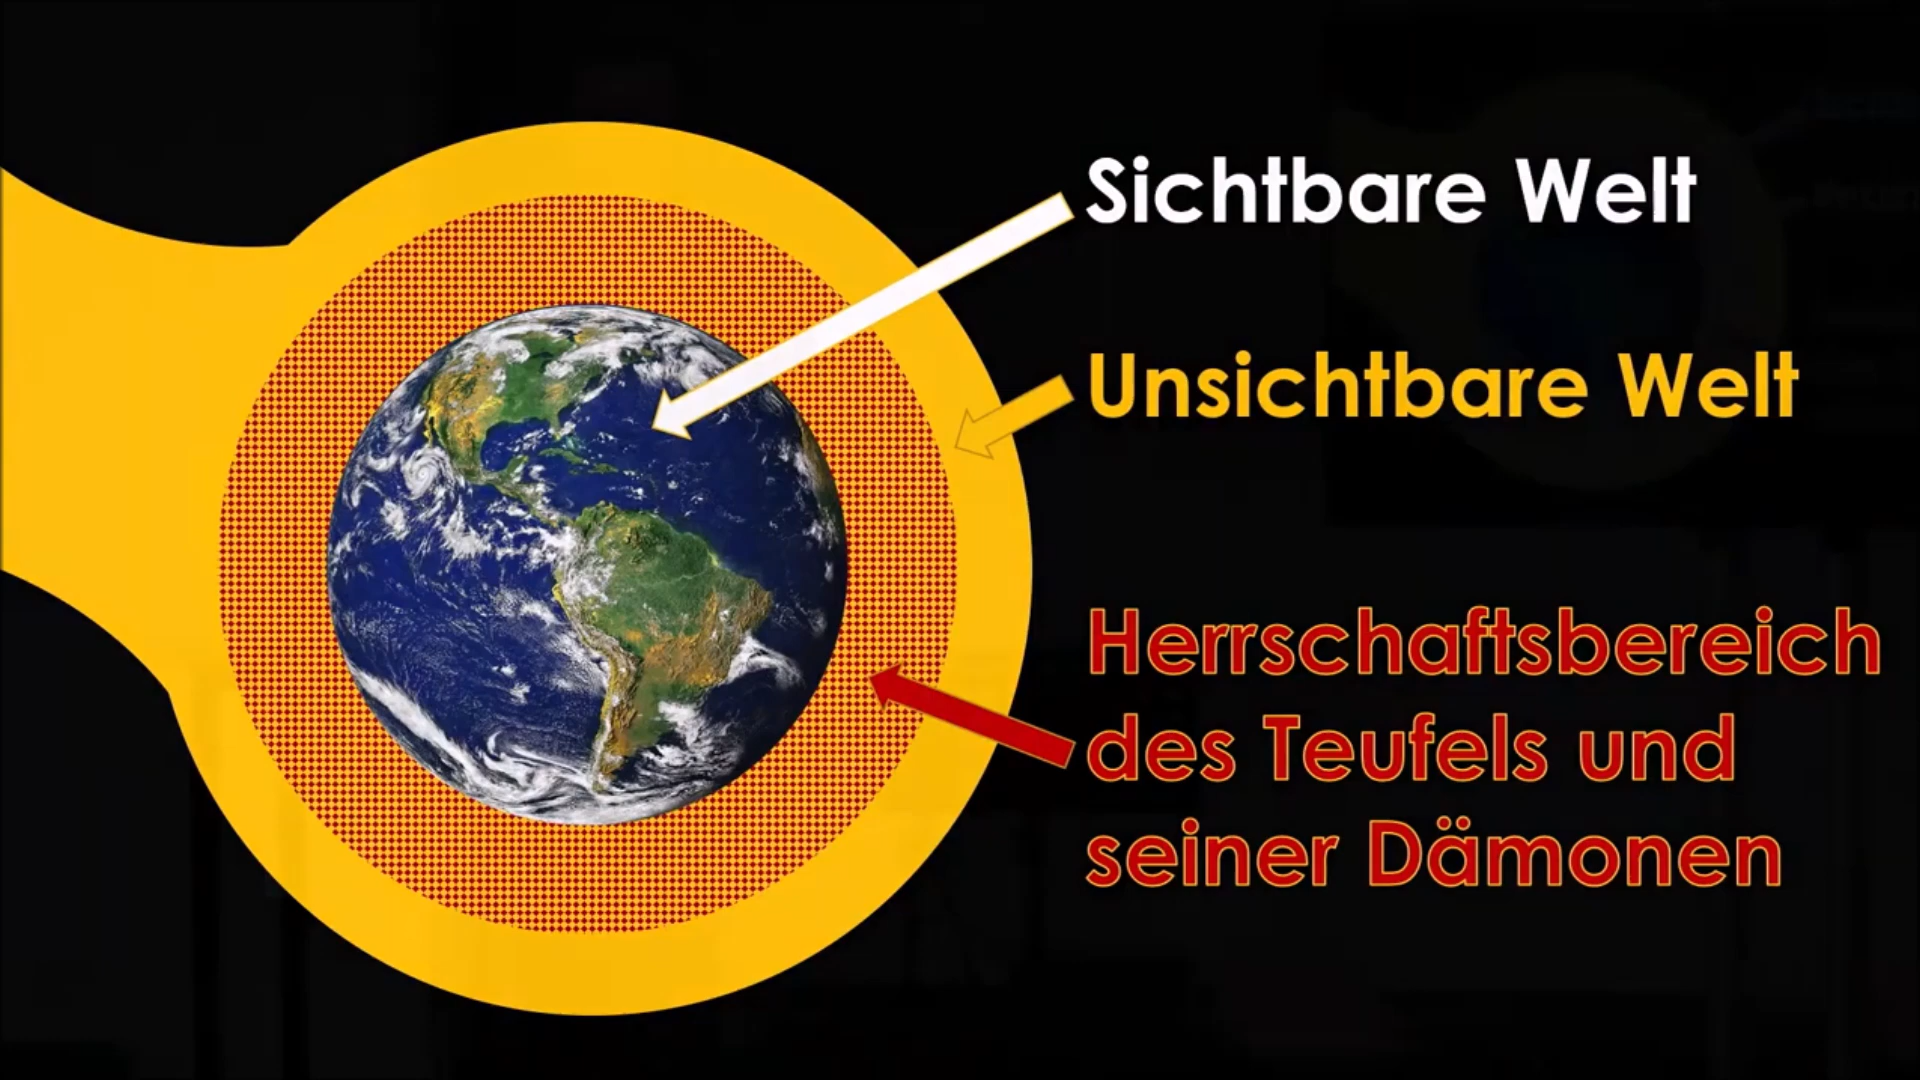 Sichtbare Welt
Unsichtbare Welt
Herrschaftsbereich
des Teufels und
seiner Dämonen